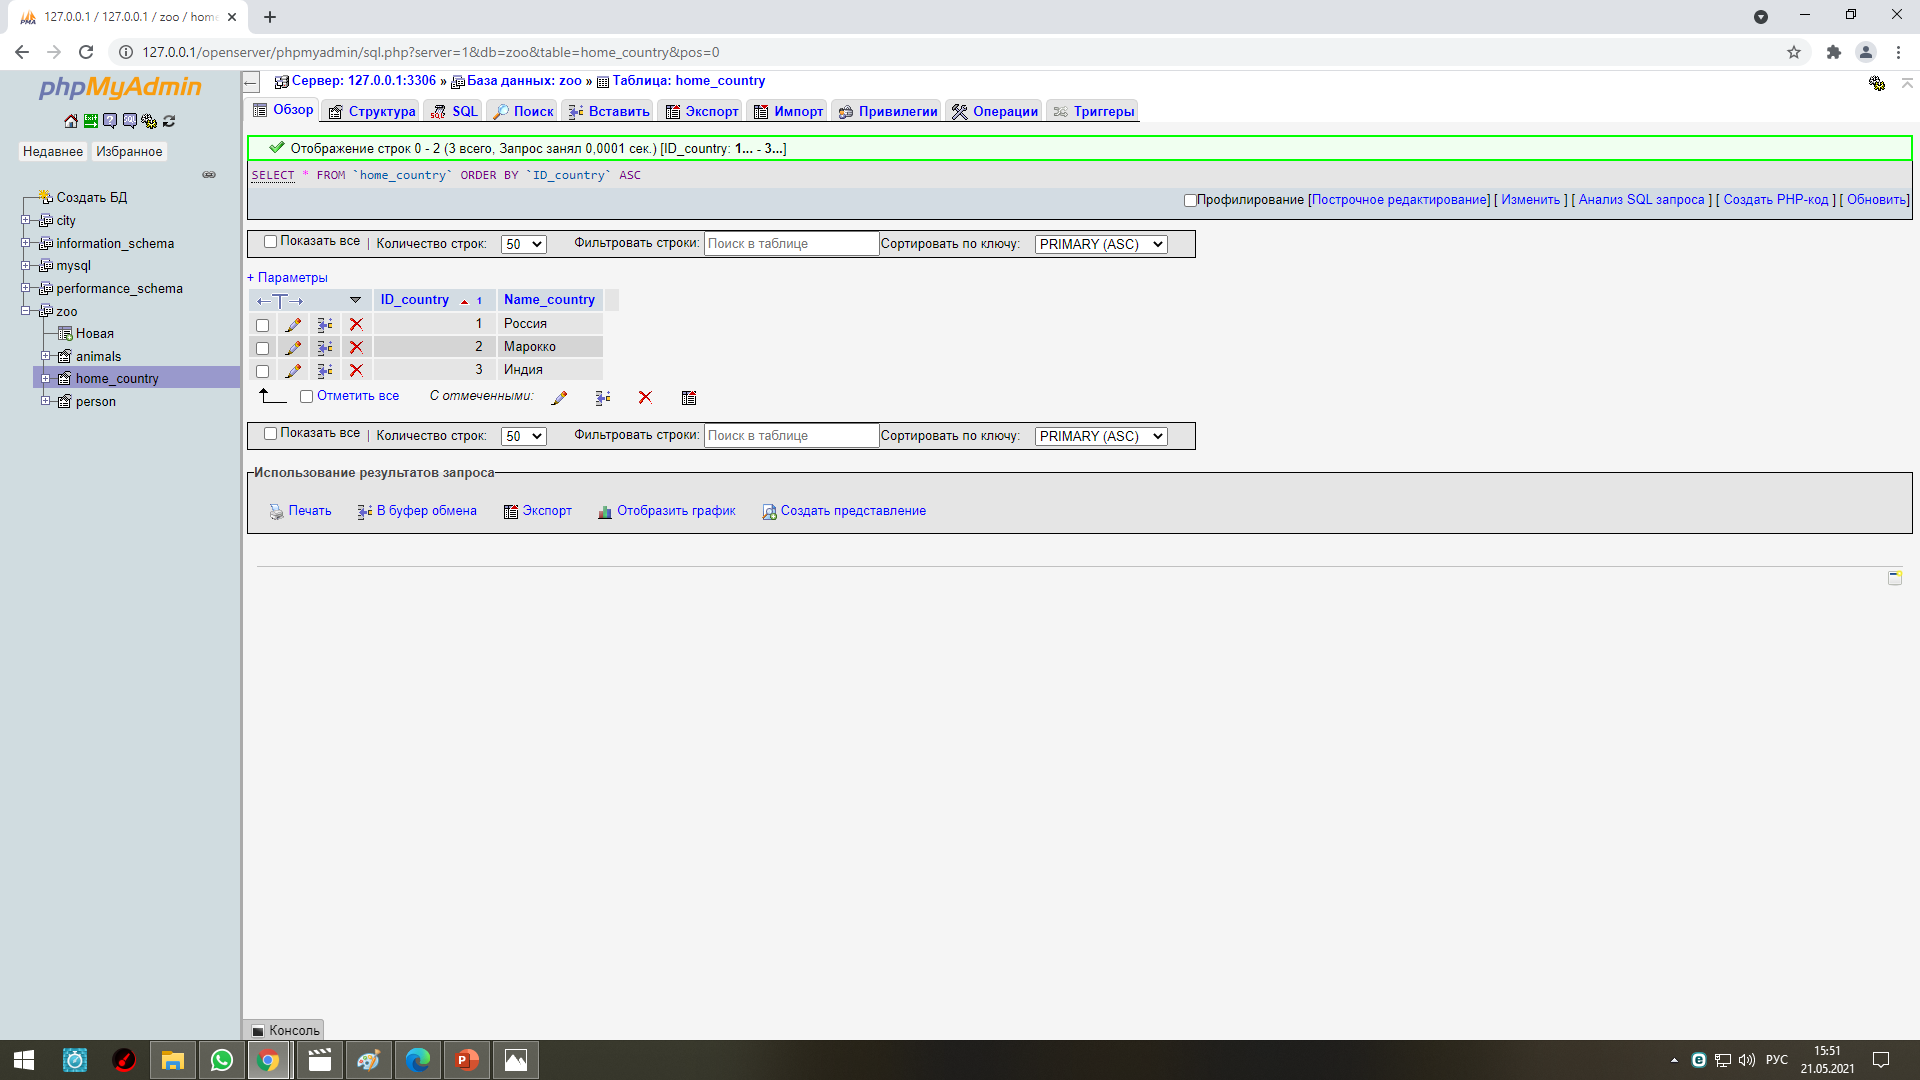 127.0.0.1 / 127.0.0.1 / zoo / home
127.0.0.1/openserver/phpmyadmin/sql.php?server=1&db=zoo&table=home_country&pos=0
phpMyAdmin
Недавнее Избранное
Создать БД
city
information_schema
mysql
performance_schema
zoo
Новая
animals
home_country
person
Сервер: 127.0.0.1:3306 » База данных: zoo » Таблица: home_country
Обзор Структура SQL Поиск Вставить Экспорт Импорт Привилегии Операции Триггеры
Отображение строк 0 - 2 (3 всего, Запрос занял 0,0001 сек.) [ID_country: 1... - 3...]
SELECT * FROM `home_country` ORDER BY `ID_country` ASC
Профилирование [Построчное редактирование] [ Изменить ] [ Анализ SQL запроса ] [ Создать PHP-код ] [ Обновить]
Показать все | Количество строк: 50 Фильтровать строки: Поиск в таблице Сортировать по ключу: PRIMARY (ASC)
+ Параметры
←T→ ID_country 1 Name_country
1 Россия
2 Марокко
3 Индия
Отметить все С отмеченными:
Показать все | Количество строк: 50 Фильтровать строки: Поиск в таблице Сортировать по ключу: PRIMARY (ASC)
Использование результатов запроса
Печать В буфер обмена Экспорт Отобразить график Создать представление
Консоль
РУС 15:51
21.05.2021